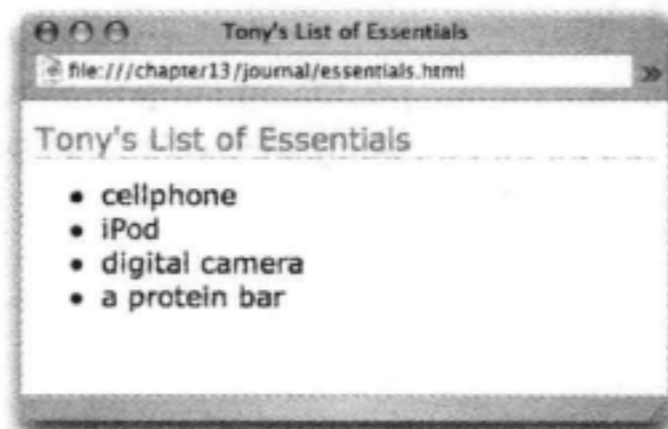 Tony's List of Essentials
file:///chapter13/journal/essentials.html
»
Tony's List of Essentials
• cellphone
• iPod
• digital camera
• a protein bar